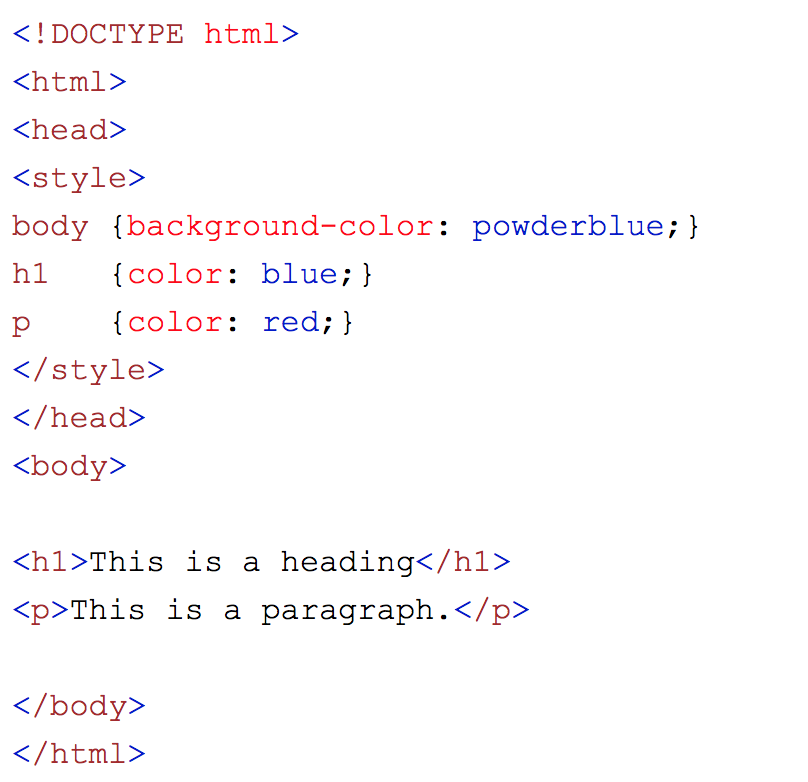 <!DOCTYPE html>
<html>
<head>
<style>
body {background-color: powderblue;}
h1   {color: blue;}
p    {color: red;}
</style>
</head>
<body>
<h1>This is a heading</h1>
<p>This is a paragraph.</p>
</body>
</html>